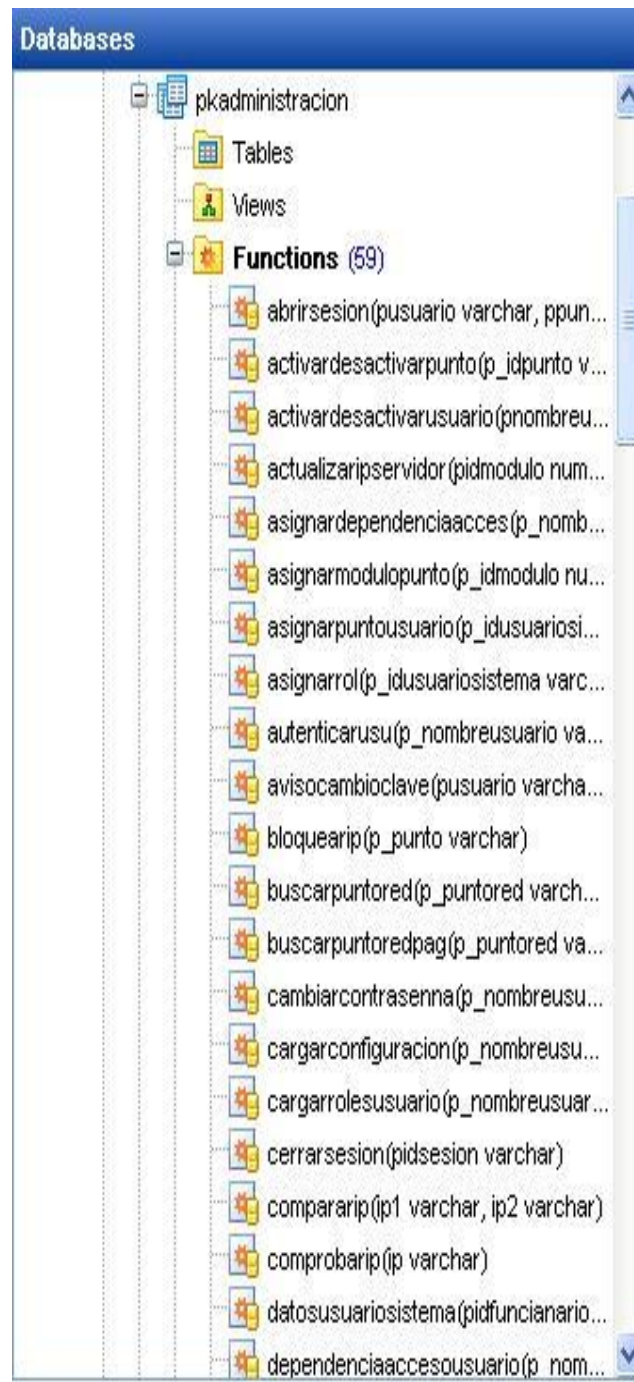 Databases
pkadministracion
Tables
Views
Functions (59)
abrirsesion(pusuario varchar, ppun...
activardesactivarpunto(p_idpunto v...
activardesactivarusuario(pnombreu...
actualizaripservidor(pidmodulo num...
asignardependenciaacces(p_nomb...
asignarmodulopunto(p_idmodulo nu...
asignarpuntousuario(p_idusuariosi...
asignarrol(p_idusuariosistema varc...
autenticarusu(p_nombreusuario va...
avisocambioclave(pusuario varcha...
bloquearip(p_punto varchar)
buscarpuntored(p_puntored varch...
buscarpuntoredpag(p_puntored va...
cambiarcontrasenna(p_nombreusu...
cargarconfiguracion(p_nombreusu...
cargarrolesusuario(p_nombreusuar...
cerrarsesion(pidsesion varchar)
compararip(ip1 varchar, ip2 varchar)
comprobarip(ip varchar)
datosusuariosistema(pidfuncianario...
dependenciaaccesousuario(p_nom...